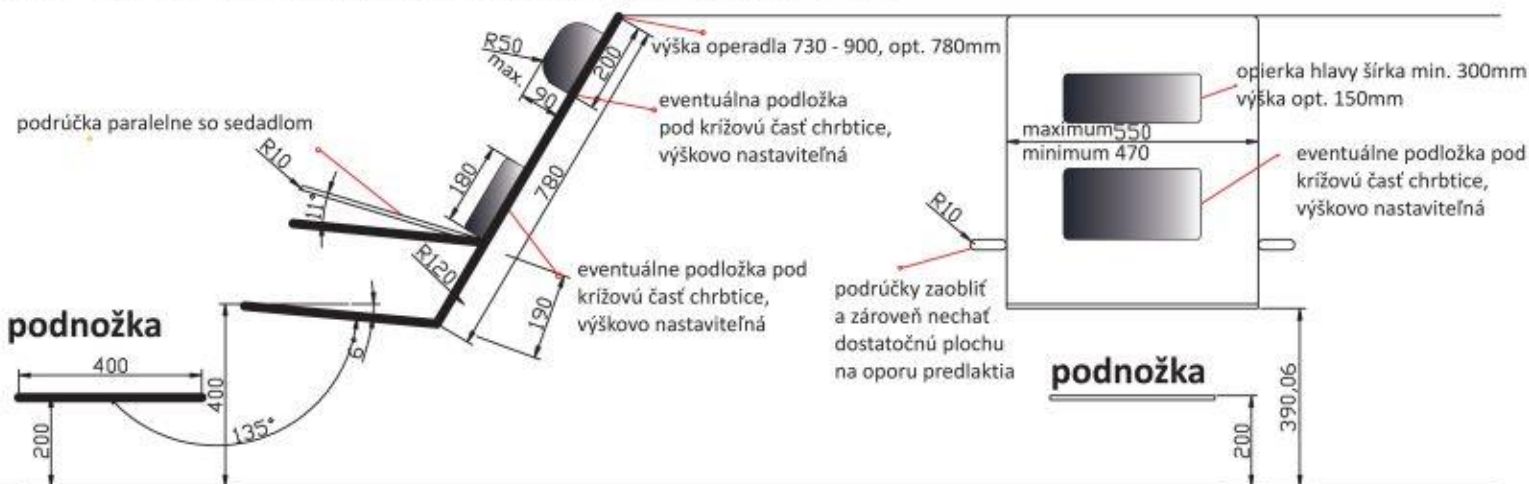 R50
max.
90
200
výška operadla 730 - 900, opt. 780mm
eventuálna podložka
pod krížovú časť chrbtice,
výškovo nastaviteľná
podrúčka paralelne so sedadlom
R10
11°
180
780
R120
190
eventuálne podložka pod
krížovú časť chrbtice,
výškovo nastaviteľná
podnožka
400
200
135°
400
6°
opierka hlavy šírka min. 300mm
výška opt. 150mm
maximum 550
minimum 470
eventuálne podložka pod
krížovú časť chrbtice,
výškovo nastaviteľná
R10
podrúčky zaobliť
a zároveň nechať
dostatočnú plochu
na oporu predlaktia
podnožka
200
390,06